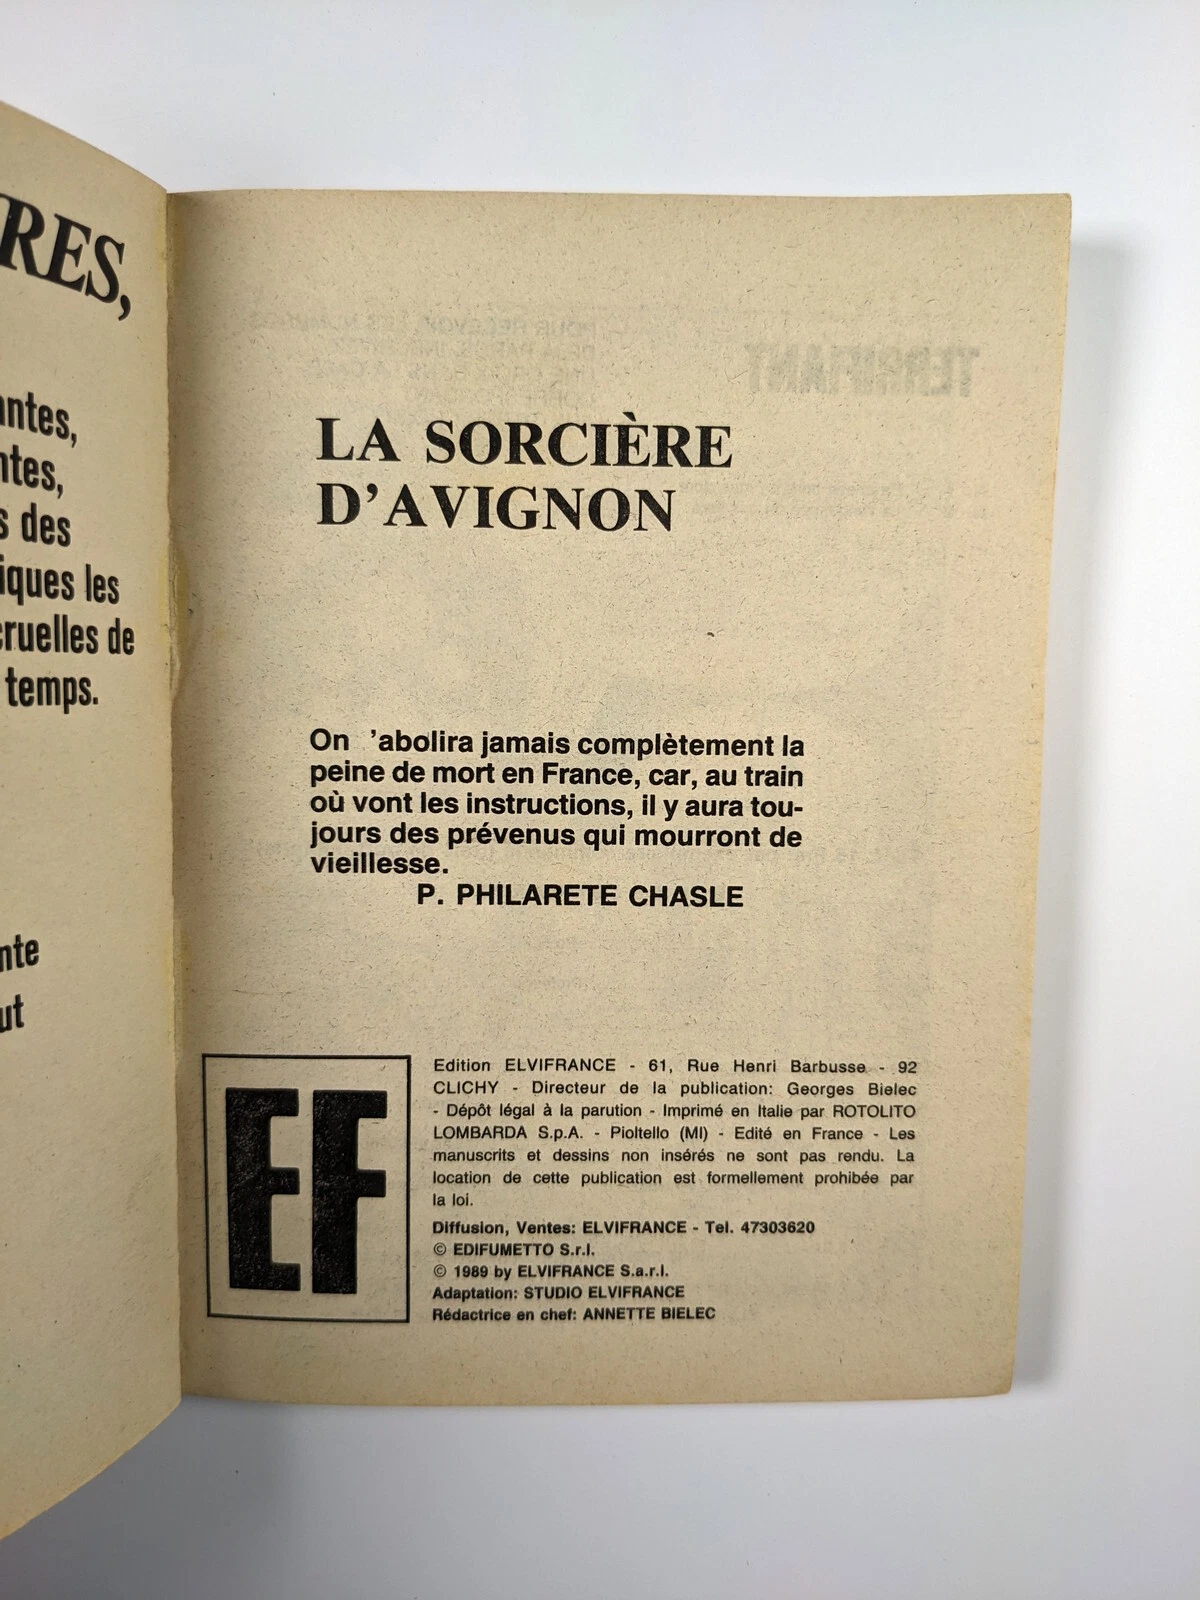 RES,
antes,
ntes,
s des
iques les
cruelles de
temps.
nte
ut
LA SORCIÈRE
D'AVIGNON
On 'abolira jamais complètement la
peine de mort en France, car, au train
où vont les instructions, il y aura tou-
jours des prévenus qui mourront de
vieillesse.
P. PHILARETE CHASLE
EF
Edition ELVIFRANCE - 61, Rue Henri Barbusse - 92
CLICHY - Directeur de la publication: Georges Bielec
- Dépôt légal à la parution - Imprimé en Italie par ROTOLITO
LOMBARDA S.p.A. - Pioltello (MI) - Edité en France - Les
manuscrits et dessins non insérés ne sont pas rendu. La
location de cette publication est formellement prohibée par
la loi.
Diffusion, Ventes: ELVIFRANCE - Tel. 47303620
© EDIFUMETTO S.r.l.
© 1989 by ELVIFRANCE S.a.r.l.
Adaptation: STUDIO ELVIFRANCE
Rédactrice en chef: ANNETTE BIELEC